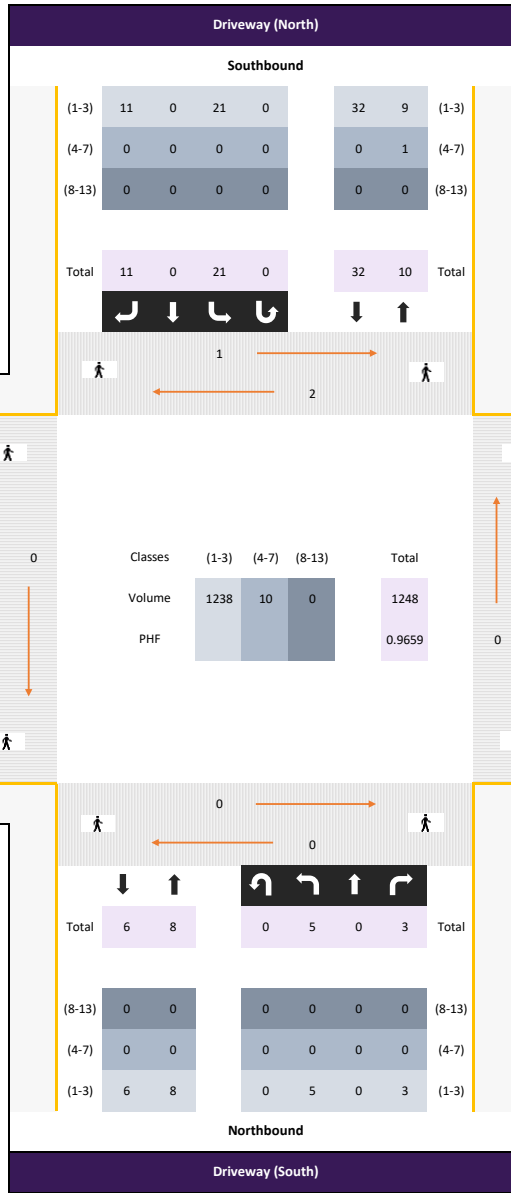 Driveway (North)
Southbound
(1-3) 11 0 21 0 32 9 (1-3)
(4-7) 0 0 0 0 0 1 (4-7)
(8-13) 0 0 0 0 0 0 (8-13)
Total 11 0 21 0 32 10 Total
1
2
0
Classes (1-3) (4-7) (8-13) Total
Volume 1238 10 0 1248
PHF 0.9659
0
0
0
Total 6 8 0 5 0 3 Total
(8-13) 0 0 0 0 0 0 (8-13)
(4-7) 0 0 0 0 0 0 (4-7)
(1-3) 6 8 0 5 0 3 (1-3)
Northbound
Driveway (South)